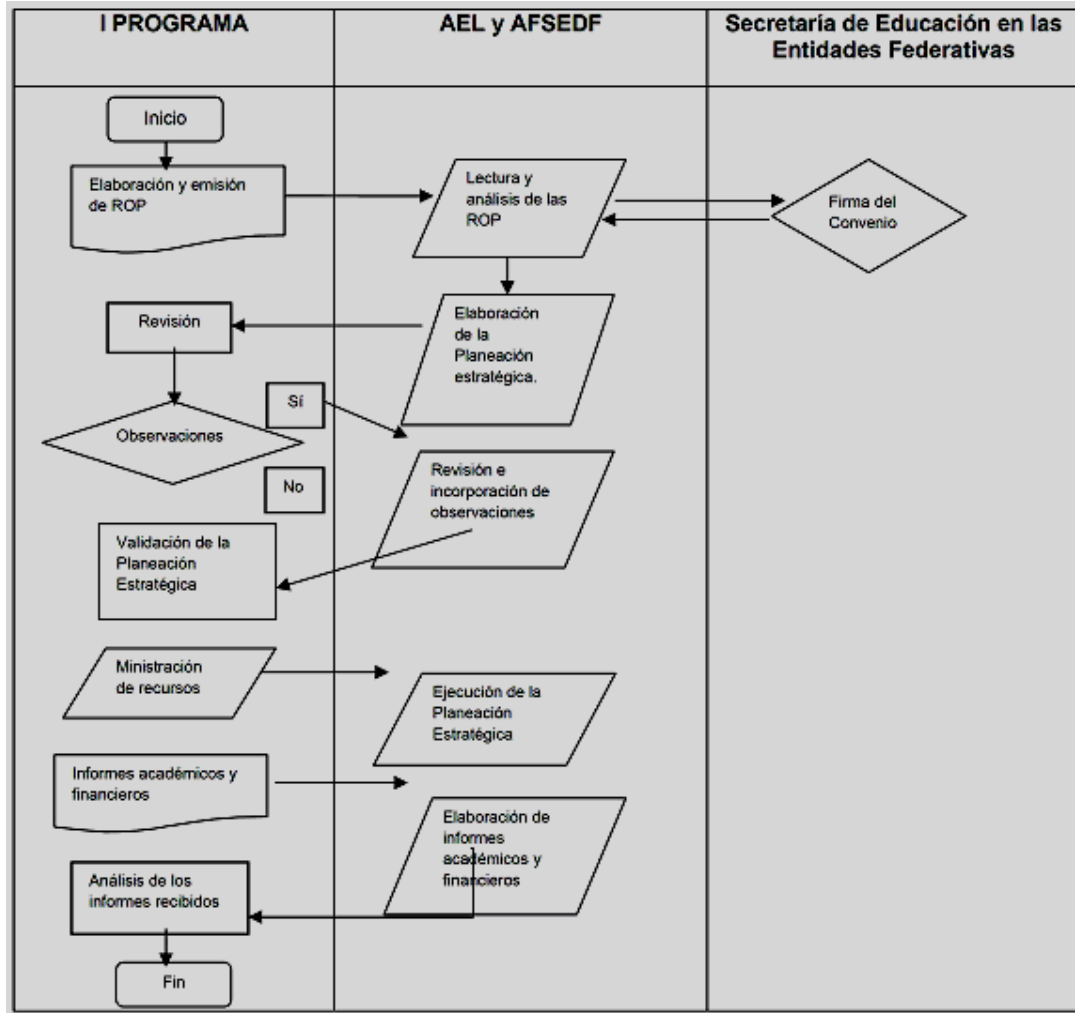 I PROGRAMA
AEL y AFSEDF
Secretaría de Educación en las
Entidades Federativas
Inicio
Elaboración y emisión
de ROP
Lectura y
análisis de las
ROP
Firma del
Convenio
Revisión
Elaboración
de la
Planeación
estratégica.
Observaciones
Sí
No
Revisión e
incorporación de
observaciones
Validación de la
Planeación
Estratégica
Ministración
de recursos
Ejecución de la
Planeación
Estratégica
Informes académicos y
financieros
Elaboración de
informes
académicos y
financieros
Análisis de los
informes recibidos
Fin